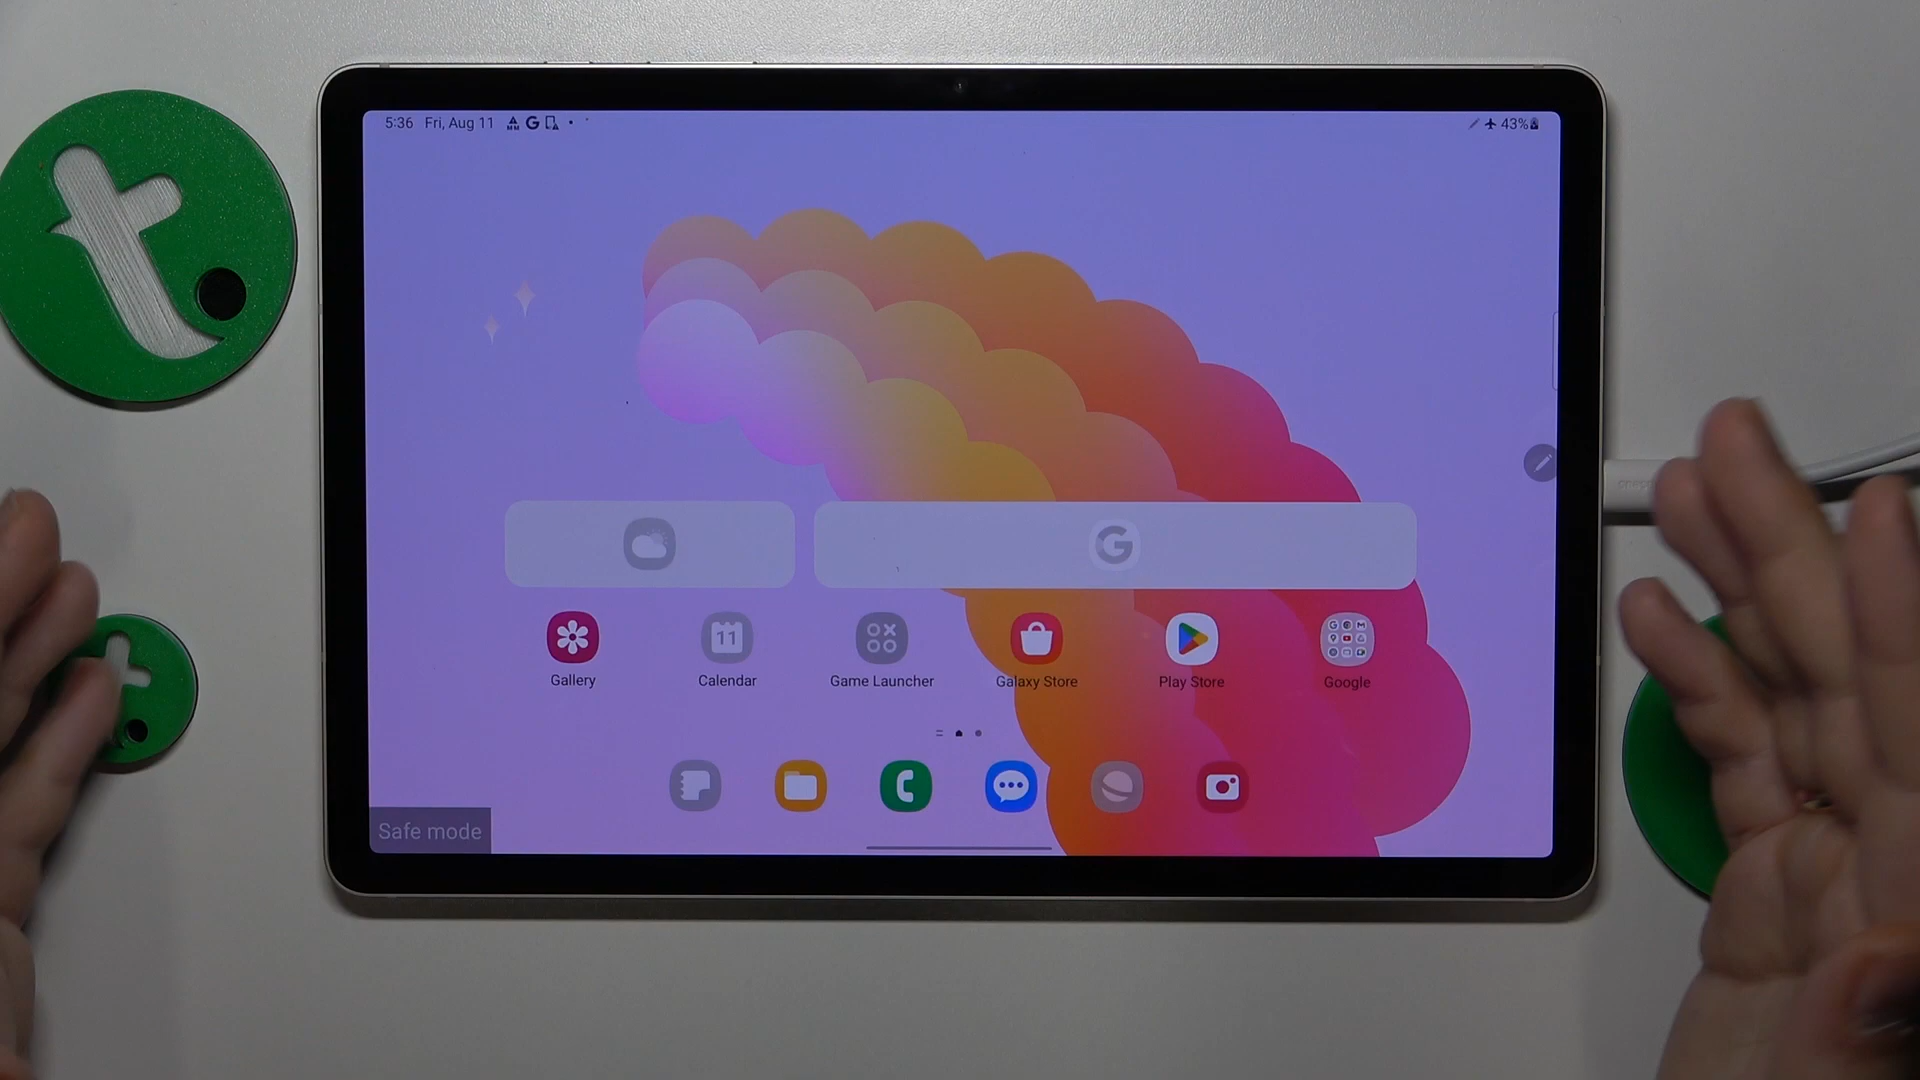 5:36 Fri, Aug 11
43%
11
Gallery
Calendar
Game Launcher
Galaxy Store
Play Store
Google
Safe mode